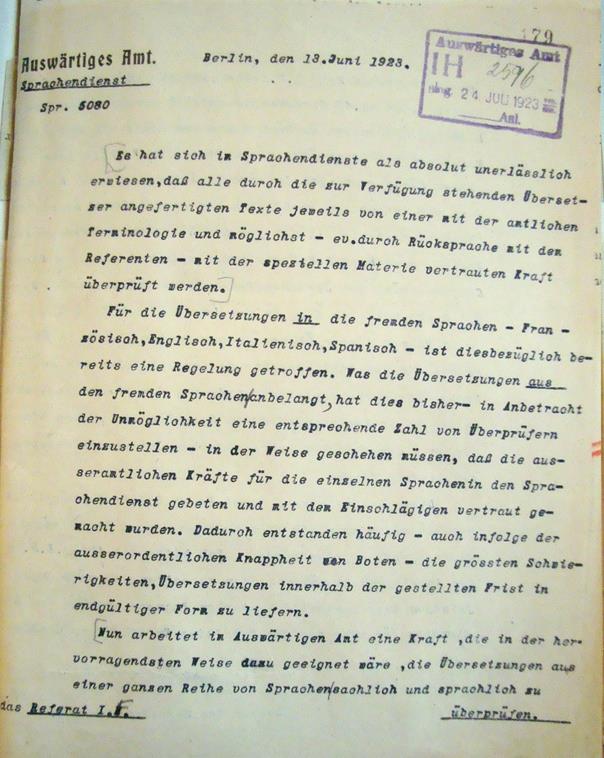 179
Auswärtiges Amt.
Sprachendienst
Spr. 5080
Berlin, den 13.Juni 1923.
Auswärtiges Amt
IH 2596
eing. 24 JULI 1923
Anl.
[Es hat sich im Sprachendienste als absolut unerlässlich
erwiesen,daß alle durch die zur Verfügung stehenden Überset-
zer angefertigten Texte jeweils von einer mit der amtlichen
Terminologie und möglichst - ev.durch Rücksprache mit dem
Referenten - mit der speziellen Materie vertrauten Kraft
überprüft werden.]
Für die Übersetzungen in die fremden Sprachen - Fran -
zösisch,Englisch,Italienisch,Spanisch - ist diesbezüglich be-
reits eine Regelung getroffen. Was die Übersetzungen aus
den fremden Sprachen/anbelangt, hat dies bisher- in Anbetracht
der Unmöglichkeit eine entsprechende Zahl von Überprüfern
einzustellen - in der Weise geschehen müssen, daß die aus-
seramtlichen Kräfte für die einzelnen Sprachenin den Spra-
chendienst gebeten und mit dem Einschlägigen vertraut ge-
macht wurden. Dadurch entstanden häufig - auch infolge der
ausserordentlichen Knappheit von Boten - die grössten Schwie-
rigkeiten,Übersetzungen innerhalb der gestellten Frist in
endgültiger Form zu liefern.
[Nun arbeitet im Auswärtigen Amt eine Kraft ,die in der her-
vorragendsten Weise dazu geeignet wäre ,die Übersetzungen aus
einer ganzen Reihe von Sprachen/sachlich und sprachlich zu
das Referat I.
überprüfen.